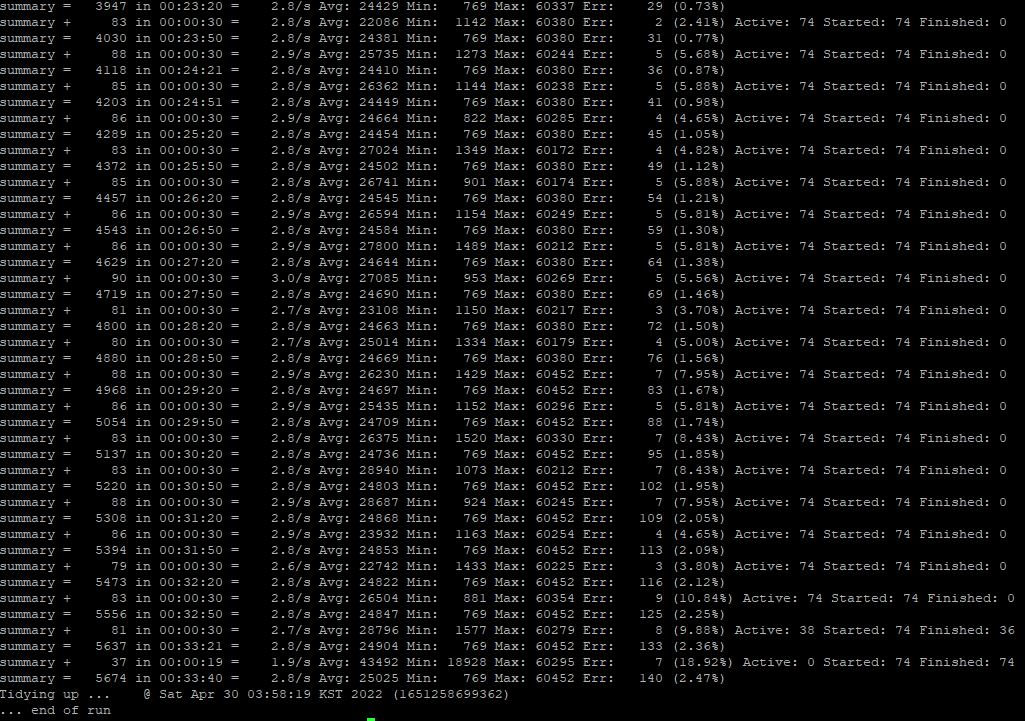 summary =   3947 in 00:23:20 =    2.8/s Avg: 24429 Min:   769 Max: 60337 Err:    29 (0.73%)
summary +     83 in 00:00:30 =    2.8/s Avg: 22086 Min:  1142 Max: 60380 Err:     2 (2.41%) Active: 74 Started: 74 Finished: 0
summary =   4030 in 00:23:50 =    2.8/s Avg: 24381 Min:   769 Max: 60380 Err:    31 (0.77%)
summary +     88 in 00:00:30 =    2.9/s Avg: 25735 Min:  1273 Max: 60244 Err:     5 (5.68%) Active: 74 Started: 74 Finished: 0
summary =   4118 in 00:24:21 =    2.8/s Avg: 24410 Min:   769 Max: 60380 Err:    36 (0.87%)
summary +     85 in 00:00:30 =    2.8/s Avg: 26362 Min:  1144 Max: 60238 Err:     5 (5.88%) Active: 74 Started: 74 Finished: 0
summary =   4203 in 00:24:51 =    2.8/s Avg: 24449 Min:   769 Max: 60380 Err:    41 (0.98%)
summary +     86 in 00:00:30 =    2.9/s Avg: 24664 Min:   822 Max: 60285 Err:     4 (4.65%) Active: 74 Started: 74 Finished: 0
summary =   4289 in 00:25:20 =    2.8/s Avg: 24454 Min:   769 Max: 60380 Err:    45 (1.05%)
summary +     83 in 00:00:30 =    2.8/s Avg: 27024 Min:  1349 Max: 60172 Err:     4 (4.82%) Active: 74 Started: 74 Finished: 0
summary =   4372 in 00:25:50 =    2.8/s Avg: 24502 Min:   769 Max: 60380 Err:    49 (1.12%)
summary +     85 in 00:00:30 =    2.8/s Avg: 26741 Min:   901 Max: 60174 Err:     5 (5.88%) Active: 74 Started: 74 Finished: 0
summary =   4457 in 00:26:20 =    2.8/s Avg: 24545 Min:   769 Max: 60380 Err:    54 (1.21%)
summary +     86 in 00:00:30 =    2.9/s Avg: 26594 Min:  1154 Max: 60249 Err:     5 (5.81%) Active: 74 Started: 74 Finished: 0
summary =   4543 in 00:26:50 =    2.8/s Avg: 24584 Min:   769 Max: 60380 Err:    59 (1.30%)
summary +     86 in 00:00:30 =    2.9/s Avg: 27800 Min:  1489 Max: 60212 Err:     5 (5.81%) Active: 74 Started: 74 Finished: 0
summary =   4629 in 00:27:20 =    2.8/s Avg: 24644 Min:   769 Max: 60380 Err:    64 (1.38%)
summary +     90 in 00:00:30 =    3.0/s Avg: 27085 Min:   953 Max: 60269 Err:     5 (5.56%) Active: 74 Started: 74 Finished: 0
summary =   4719 in 00:27:50 =    2.8/s Avg: 24690 Min:   769 Max: 60380 Err:    69 (1.46%)
summary +     81 in 00:00:30 =    2.7/s Avg: 23108 Min:  1150 Max: 60217 Err:     3 (3.70%) Active: 74 Started: 74 Finished: 0
summary =   4800 in 00:28:20 =    2.8/s Avg: 24663 Min:   769 Max: 60380 Err:    72 (1.50%)
summary +     80 in 00:00:30 =    2.7/s Avg: 25014 Min:  1334 Max: 60179 Err:     4 (5.00%) Active: 74 Started: 74 Finished: 0
summary =   4880 in 00:28:50 =    2.8/s Avg: 24669 Min:   769 Max: 60380 Err:    76 (1.56%)
summary +     88 in 00:00:30 =    2.9/s Avg: 26230 Min:  1429 Max: 60452 Err:     7 (7.95%) Active: 74 Started: 74 Finished: 0
summary =   4968 in 00:29:20 =    2.8/s Avg: 24697 Min:   769 Max: 60452 Err:    83 (1.67%)
summary +     86 in 00:00:30 =    2.9/s Avg: 25435 Min:  1152 Max: 60296 Err:     5 (5.81%) Active: 74 Started: 74 Finished: 0
summary =   5054 in 00:29:50 =    2.8/s Avg: 24709 Min:   769 Max: 60452 Err:    88 (1.74%)
summary +     83 in 00:00:30 =    2.8/s Avg: 26375 Min:  1520 Max: 60330 Err:     7 (8.43%) Active: 74 Started: 74 Finished: 0
summary =   5137 in 00:30:20 =    2.8/s Avg: 24736 Min:   769 Max: 60452 Err:    95 (1.85%)
summary +     83 in 00:00:30 =    2.8/s Avg: 28940 Min:  1073 Max: 60212 Err:     7 (8.43%) Active: 74 Started: 74 Finished: 0
summary =   5220 in 00:30:50 =    2.8/s Avg: 24803 Min:   769 Max: 60452 Err:   102 (1.95%)
summary +     88 in 00:00:30 =    2.9/s Avg: 28687 Min:   924 Max: 60245 Err:     7 (7.95%) Active: 74 Started: 74 Finished: 0
summary =   5308 in 00:31:20 =    2.8/s Avg: 24868 Min:   769 Max: 60452 Err:   109 (2.05%)
summary +     86 in 00:00:30 =    2.9/s Avg: 23932 Min:  1163 Max: 60254 Err:     4 (4.65%) Active: 74 Started: 74 Finished: 0
summary =   5394 in 00:31:50 =    2.8/s Avg: 24853 Min:   769 Max: 60452 Err:   113 (2.09%)
summary +     79 in 00:00:30 =    2.6/s Avg: 22742 Min:  1433 Max: 60225 Err:     3 (3.80%) Active: 74 Started: 74 Finished: 0
summary =   5473 in 00:32:20 =    2.8/s Avg: 24822 Min:   769 Max: 60452 Err:   116 (2.12%)
summary +     83 in 00:00:30 =    2.8/s Avg: 26504 Min:   881 Max: 60354 Err:     9 (10.84%) Active: 74 Started: 74 Finished: 0
summary =   5556 in 00:32:50 =    2.8/s Avg: 24847 Min:   769 Max: 60452 Err:   125 (2.25%)
summary +     81 in 00:00:30 =    2.7/s Avg: 28796 Min:  1577 Max: 60279 Err:     8 (9.88%) Active: 38 Started: 74 Finished: 36
summary =   5637 in 00:33:21 =    2.8/s Avg: 24904 Min:   769 Max: 60452 Err:   133 (2.36%)
summary +     37 in 00:00:19 =    1.9/s Avg: 43492 Min: 18928 Max: 60295 Err:     7 (18.92%) Active: 0 Started: 74 Finished: 74
summary =   5674 in 00:33:40 =    2.8/s Avg: 25025 Min:   769 Max: 60452 Err:   140 (2.47%)
Tidying up ...    @ Sat Apr 30 03:58:19 KST 2022 (1651258699362)
... end of run